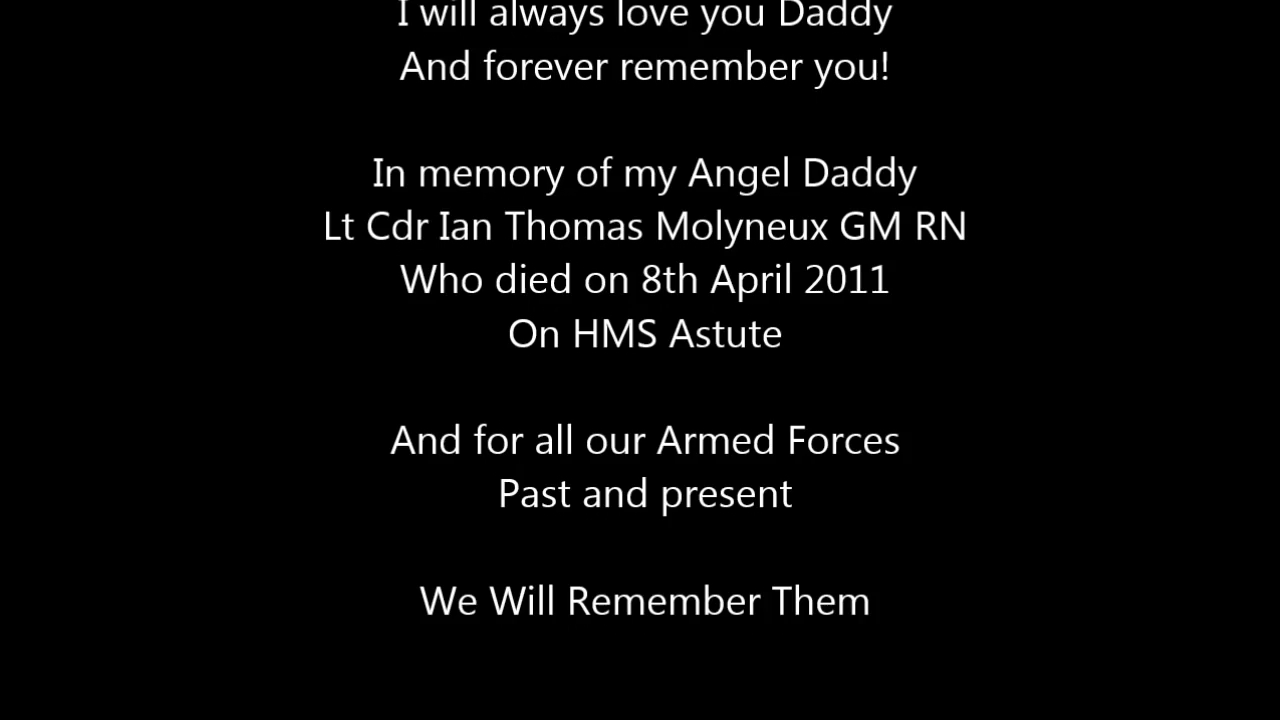 I will always love you Daddy
And forever remember you!
In memory of my Angel Daddy
Lt Cdr Ian Thomas Molyneux GM RN
Who died on 8th April 2011
On HMS Astute
And for all our Armed Forces
Past and present
We Will Remember Them